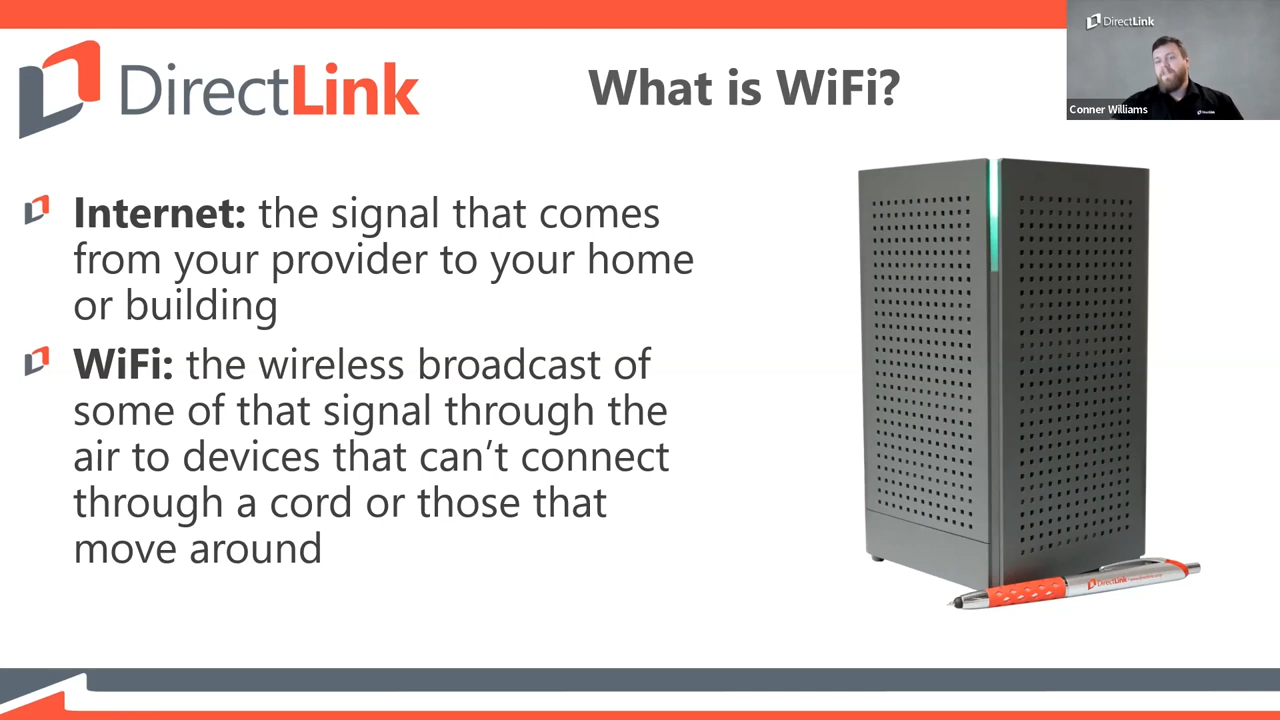 DirectLink
What is WiFi?
DirectLink
Conner Williams
Internet: the signal that comes
from your provider to your home
or building
WiFi: the wireless broadcast of
some of that signal through the
air to devices that can’t connect
through a cord or those that
move around
DirectLink